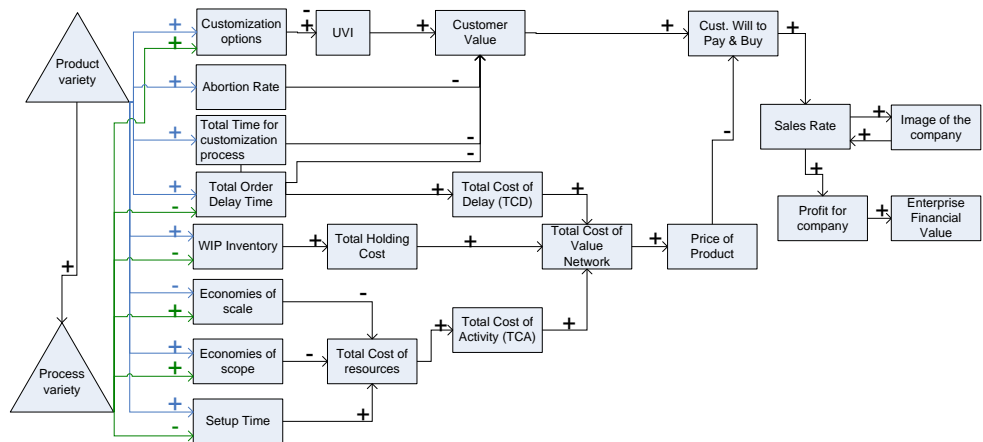 Product
variety
Process
variety
Customization
options
UVI
Customer
Value
Cust. Will to
Pay & Buy
Abortion Rate
Total Time for
customization
process
Sales Rate
Image of the
company
Total Order
Delay Time
Total Cost of
Delay (TCD)
Profit for
company
Enterprise
Financial
Value
WIP Inventory
Total Holding
Cost
Total Cost of
Value
Network
Price of
Product
Economies of
scale
Economies of
scope
Total Cost of
resources
Total Cost of
Activity (TCA)
Setup Time